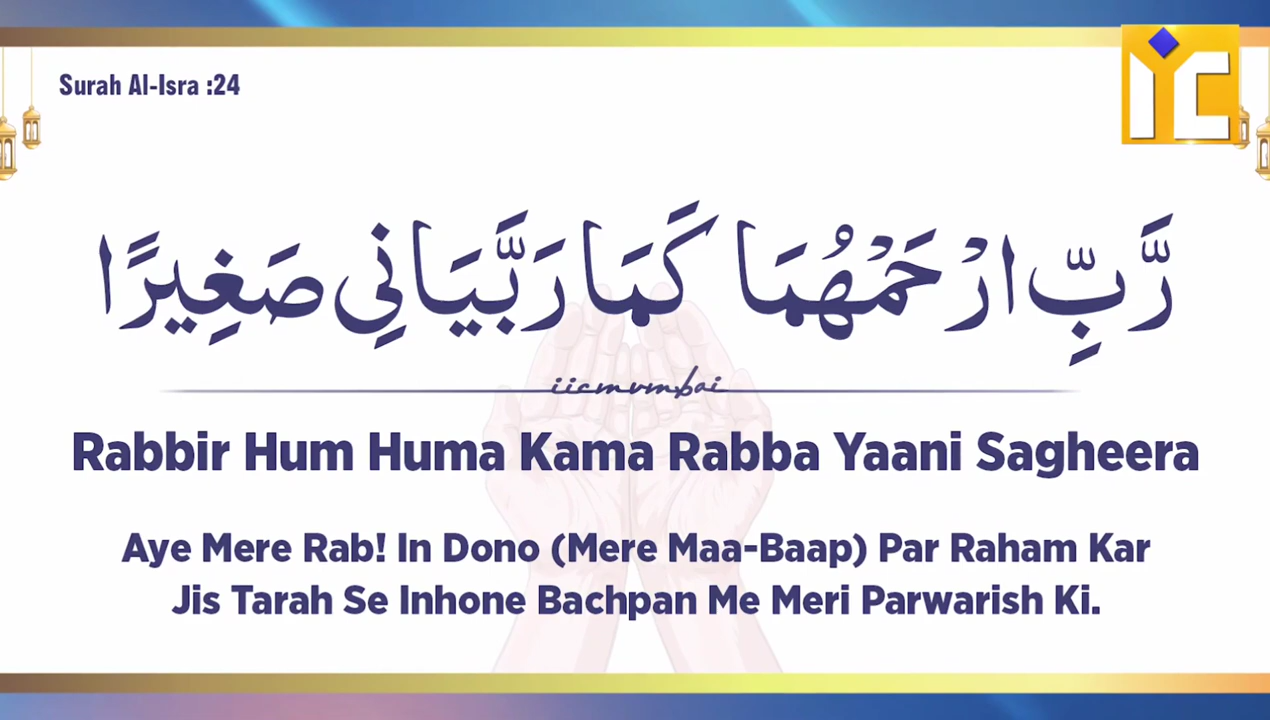 Surah Al-Isra :24
IYC
رَّبِّ ارْحَمْهُمَا كَمَا رَبَّيَانِي صَغِيرًا
iicmumbai
Rabbir Hum Huma Kama Rabba Yaani Sagheera
Aye Mere Rab! In Dono (Mere Maa-Baap) Par Raham Kar
Jis Tarah Se Inhone Bachpan Me Meri Parwarish Ki.